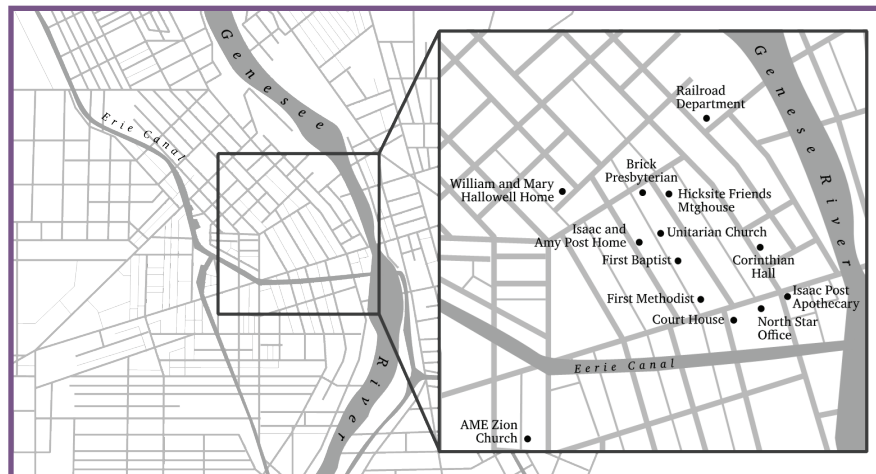 Genesee
River
Erie Canal
Genese River
Railroad
Department
Brick
Presbyterian
William and Mary
Hallowell Home
Hicksite Friends
Mtghouse
Isaac and
Amy Post Home
Unitarian Church
First Baptist
Corinthian
Hall
First Methodist
Isaac Post
Apothecary
Court House
North Star
Office
Eerie Canal
AME Zion
Church